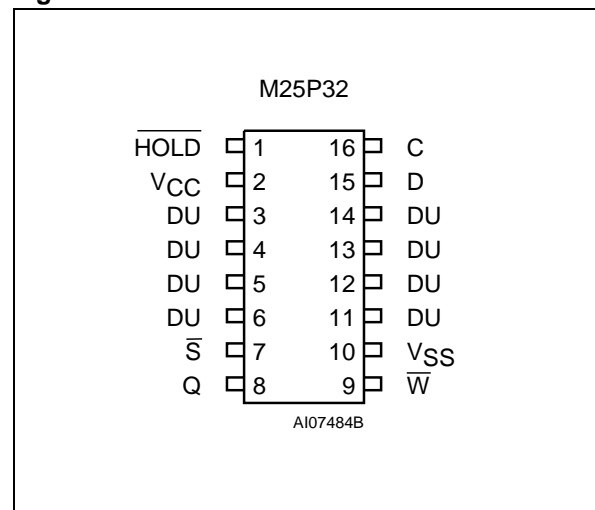 M25P32
HOLD 1 16 C
VCC 2 15 D
DU 3 14 DU
DU 4 13 DU
DU 5 12 DU
DU 6 11 DU
S 7 10 VSS
Q 8 9 W
AI07484B